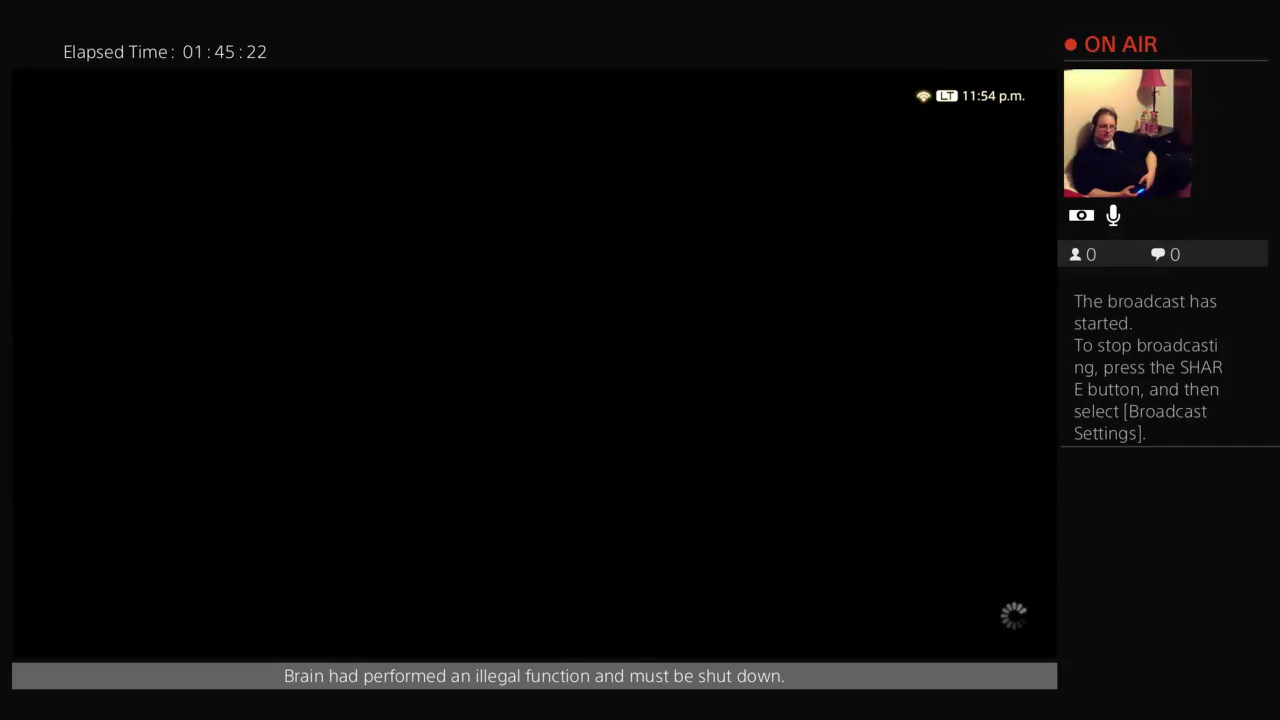 Elapsed Time: 01:45:22
ON AIR
LT 11:54 p.m.
0 0
The broadcast has
started.
To stop broadcasti
ng, press the SHAR
E button, and then
select [Broadcast
Settings].
Brain had performed an illegal function and must be shut down.